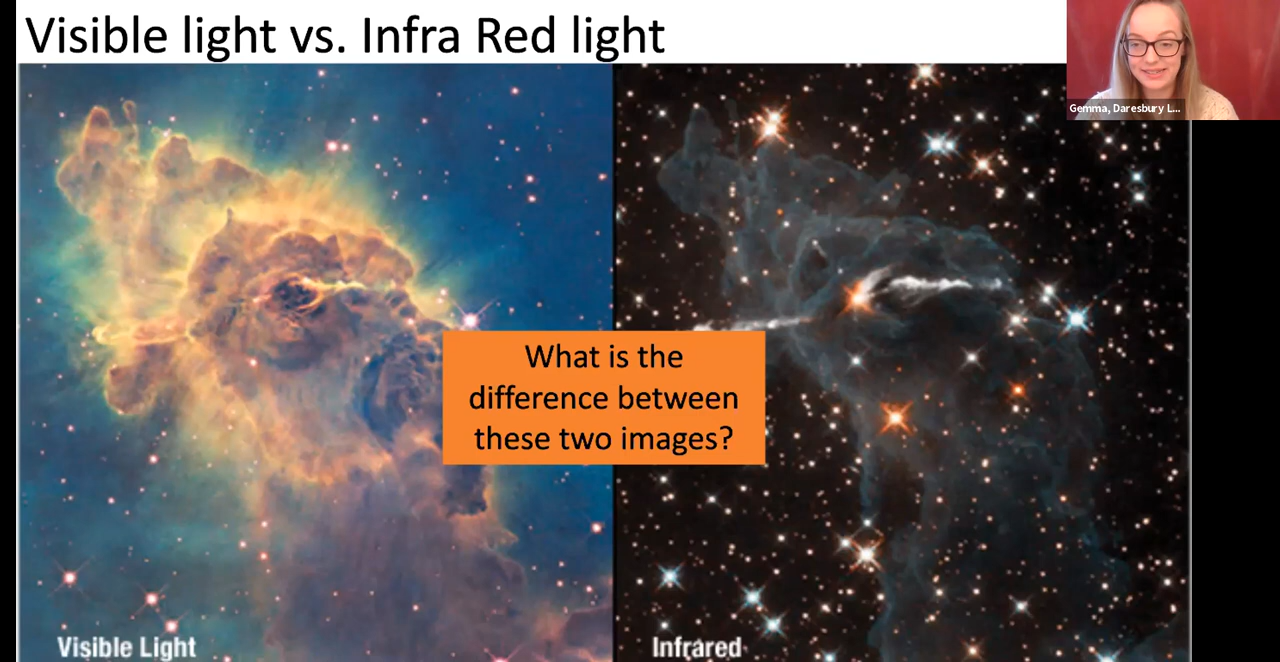 Visible light vs. Infra Red light
Gemma, Daresbury L...
What is the
difference between
these two images?
Visible Light
Infrared